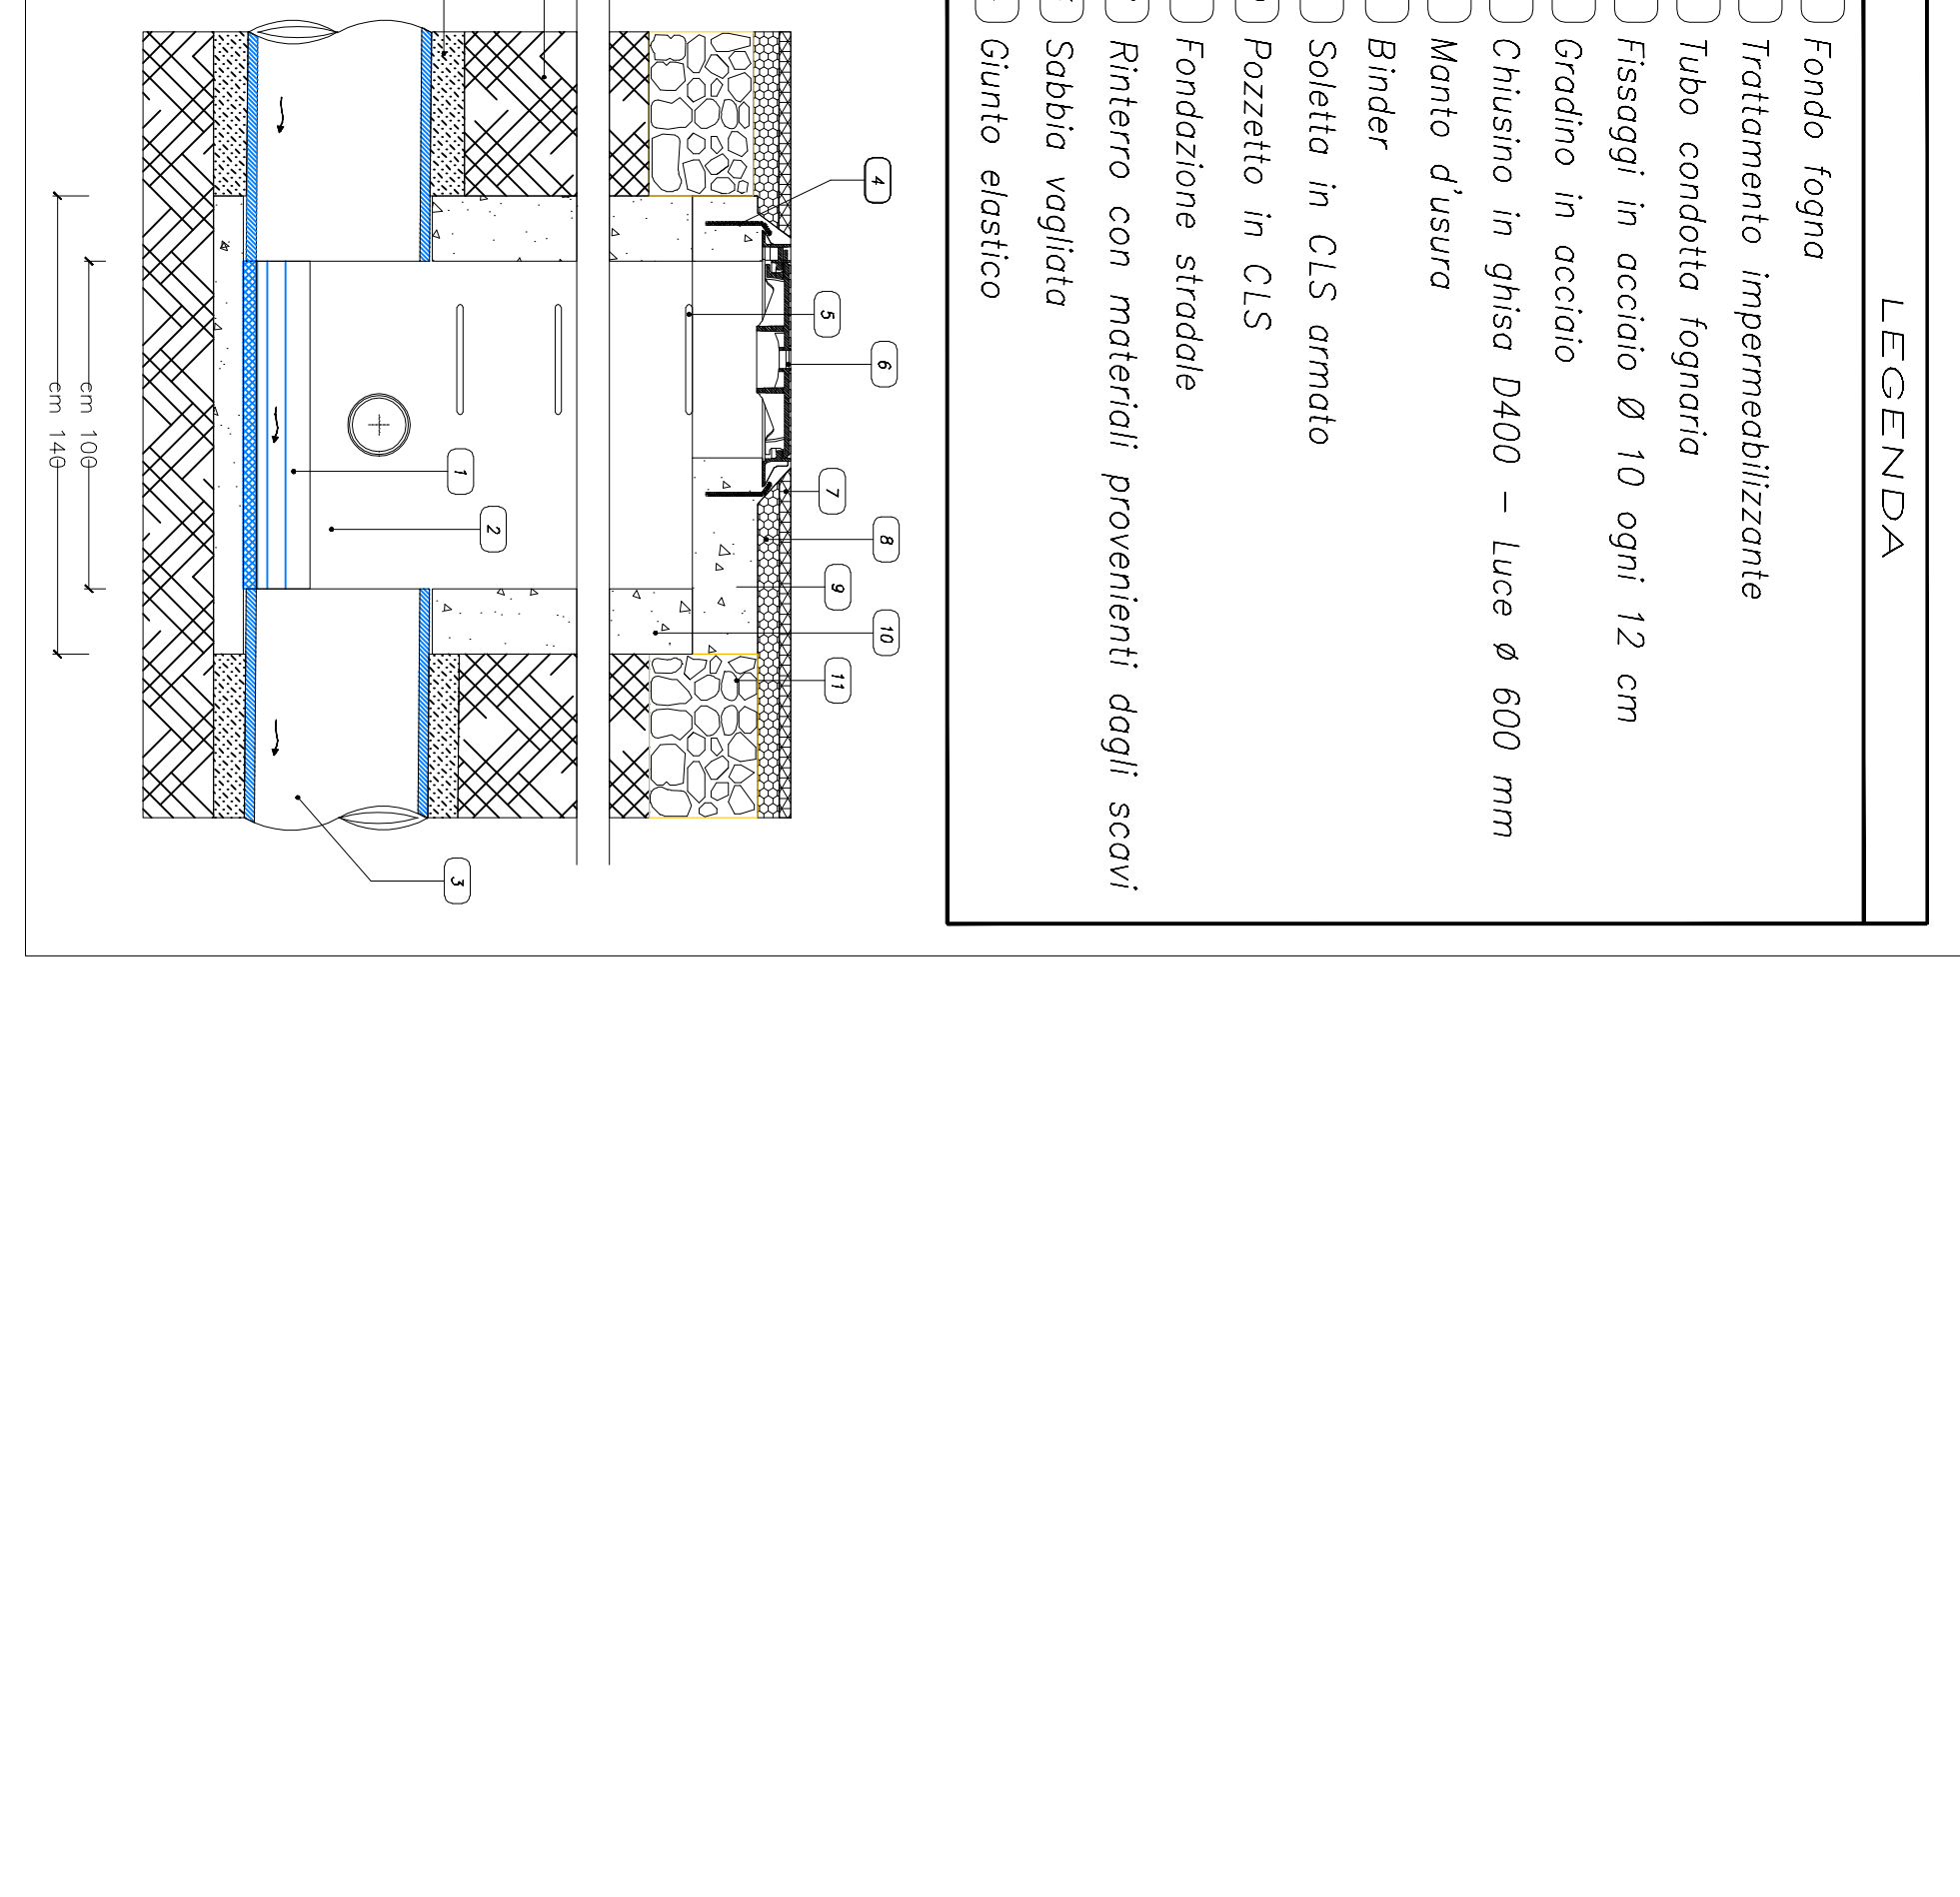 LEGENDA
Fondo fogna
Trattamento impermeabilizzante
Tubo condotta fognaria
Fissaggi in acciaio Ø 10 ogni 12 cm
Gradino in acciaio
Chiusino in ghisa D400 – Luce ø 600 mm
Manto d'usura
Binder
Soletta in CLS armato
Pozzetto in CLS
Fondazione stradale
Rinterro con materiali provenienti dagli scavi
Sabbia vagliata
Giunto elastico
4
5
6
7
8
9
10
11
1
2
3
cm 100
cm 140